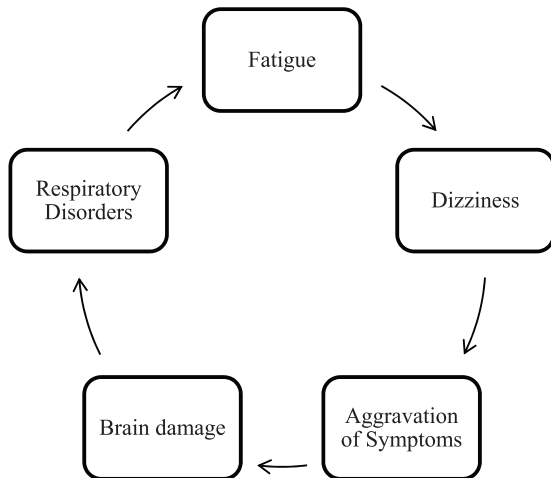 Fatigue
Dizziness
Aggravation
of Symptoms
Brain damage
Respiratory
Disorders